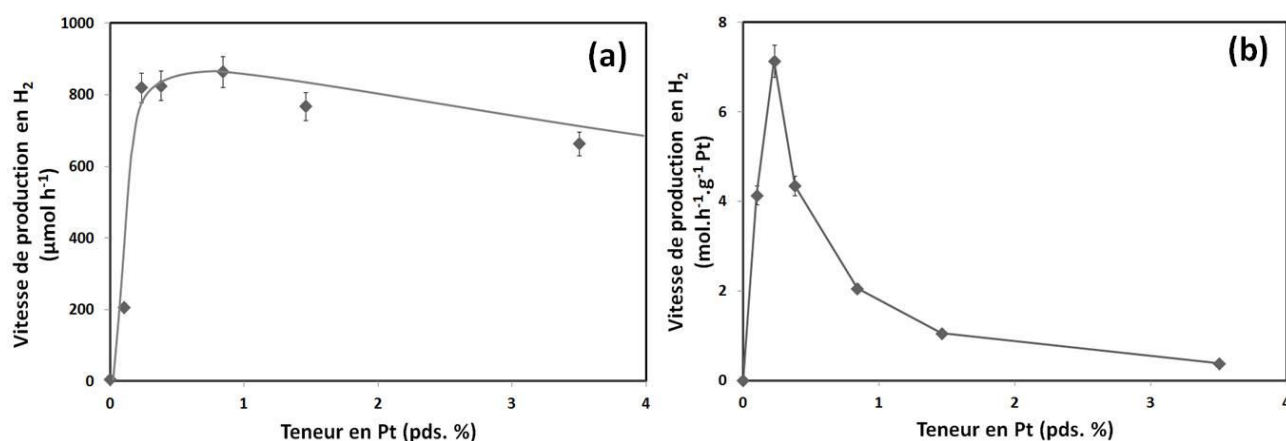 (a)
Vitesse de production en H₂
(µmol h⁻¹)
1000
800
600
400
200
0
0 1 2 3 4
Teneur en Pt (pds. %)
(b)
Vitesse de production en H₂
(mol.h⁻¹.g⁻¹ Pt)
8
6
4
2
0
0 1 2 3 4
Teneur en Pt (pds. %)